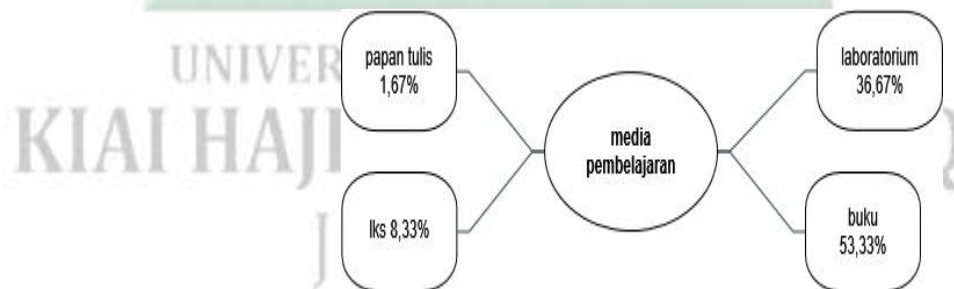 UNIVER
KIAI HAJI
J
papan tulis
1,67%
laboratorium
36,67%
media
pembelajaran
lks 8,33%
buku
53,33%